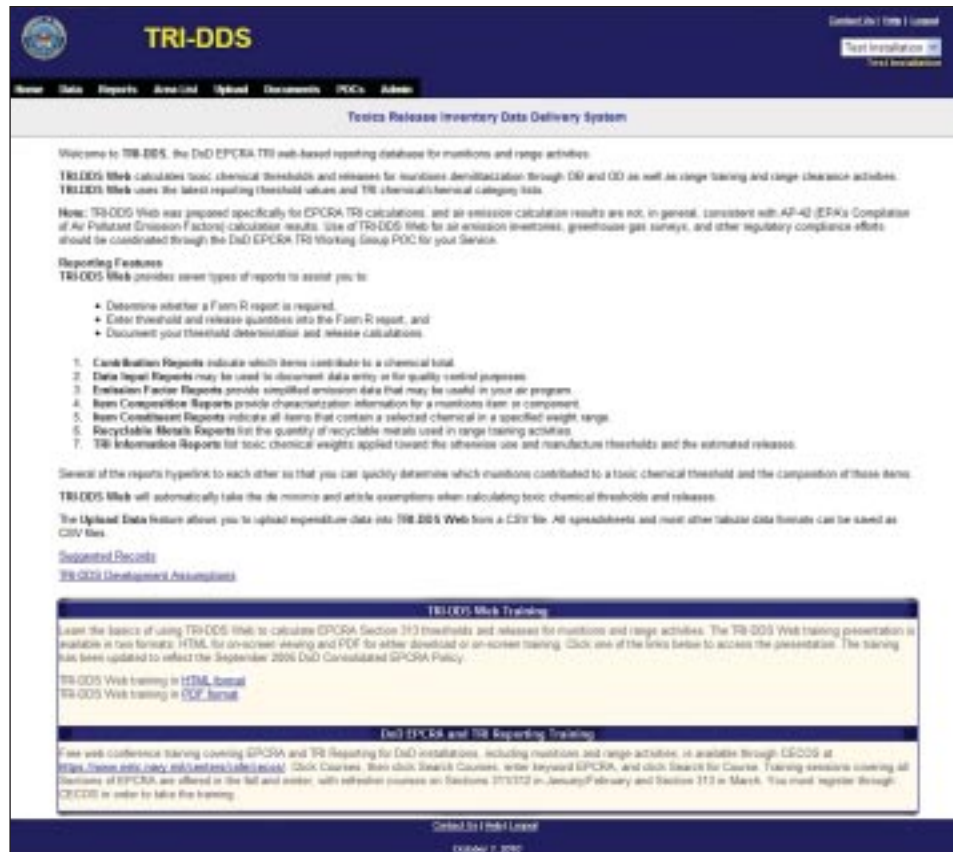 Contact Us | Help | Logout
TRI-DDS
Test Installation
Test Installation
Home Data Reports Area List Upload Documents POCs Admin
Toxics Release Inventory Data Delivery System
Welcome to TRI-DDS, the DoD EPCRA TRI web-based reporting database for munitions and range activities.
TRI-DDS Web calculates toxic chemical thresholds and releases for munitions demilitarization through OB and OD as well as range training and range clearance activities.
TRI-DDS Web uses the latest reporting threshold values and TRI chemical/chemical category lists.
Note: TRI-DDS Web was prepared specifically for EPCRA TRI calculations, and air emission calculation results are not, in general, consistent with AP-42 (EPA's Compilation
of Air Pollutant Emission Factors) calculation results. Use of TRI-DDS Web for air emission inventories, greenhouse gas surveys, and other regulatory compliance efforts
should be coordinated through the DoD EPCRA TRI Working Group POC for your Service.
Reporting Features
TRI-DDS Web provides seven types of reports to assist you to:
• Determine whether a Form R report is required,
• Enter threshold and release quantities into the Form R report, and
• Document your threshold determination and release calculations.
1. Contribution Reports indicate which items contribute to a chemical total.
2. Data Input Reports may be used to document data entry or for quality control purposes.
3. Emission Factor Reports provide simplified emission data that may be useful in your air program.
4. Item Composition Reports provide characterization information for a munitions item or component.
5. Item Constituent Reports indicate all items that contain a selected chemical in a specified weight range.
6. Recyclable Metals Reports list the quantity of recyclable metals used in range training activities.
7. TRI Information Reports list toxic chemical weights applied toward the otherwise use and manufacture thresholds and the estimated releases.
Several of the reports hyperlink to each other so that you can quickly determine which munitions contributed to a toxic chemical threshold and the composition of those items.
TRI-DDS Web will automatically take the de minimis and article exemptions when calculating toxic chemical thresholds and releases.
The Upload Data feature allows you to upload expenditure data into TRI-DDS Web from a CSV file. All spreadsheets and most other tabular data formats can be saved as
CSV files.
Suggested Records
TRI-DDS Development Assumptions
TRI-DDS Web Training
Learn the basics of using TRI-DDS Web to calculate EPCRA Section 313 thresholds and releases for munitions and range activities. The TRI-DDS Web training presentation is
available in two formats: HTML for on-screen viewing and PDF for either download or on-screen training. Click one of the links below to access the presentation. The training
has been updated to reflect the September 2006 DoD Consolidated EPCRA Policy.
TRI-DDS Web training in HTML format
TRI-DDS Web training in PDF format
DoD EPCRA and TRI Reporting Training
Free web conference training covering EPCRA and TRI Reporting for DoD installations, including munitions and range activities, is available through CECOS at
Click Courses, then click Search Courses, enter keyword EPCRA, and click Search for Course. Training sessions covering all
Sections of EPCRA are offered in the fall and winter, with refresher courses on Sections 311/312 in January/February and Section 313 in March. You must register through
CECOS in order to take the training.
Contact Us | Help | Logout
October 7, 2010